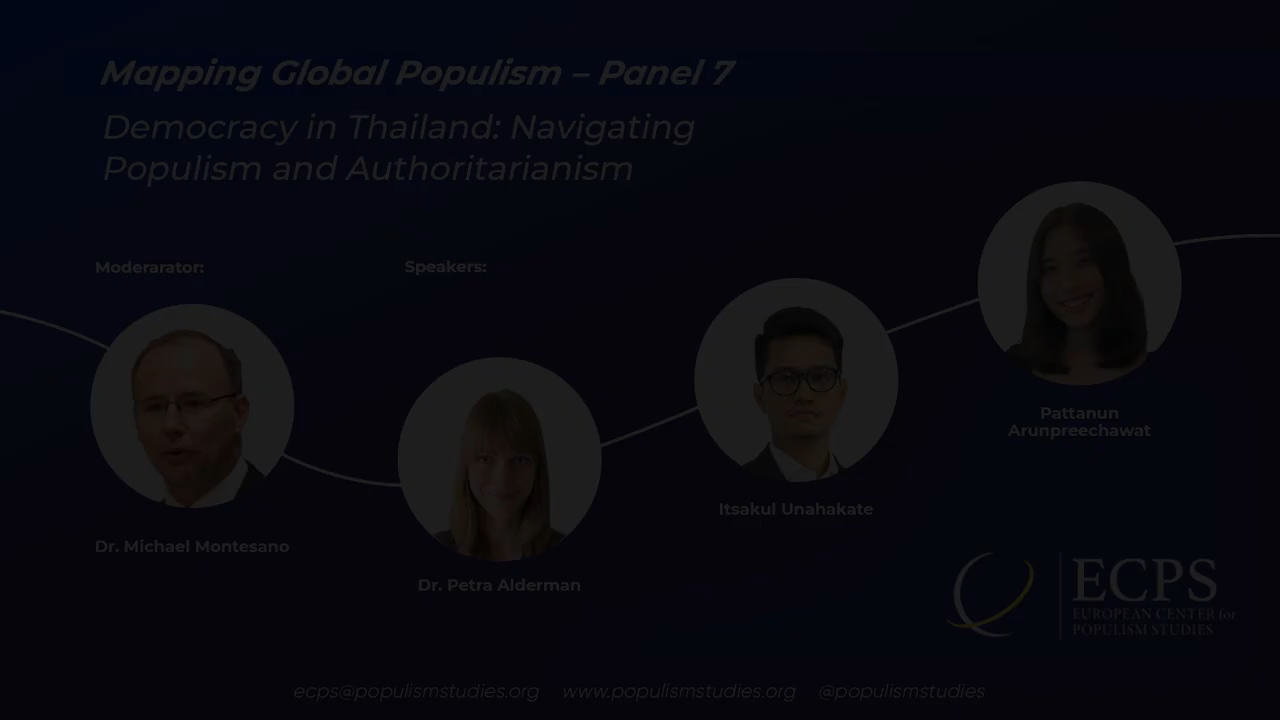 Mapping Global Populism – Panel 7
Democracy in Thailand: Navigating
Populism and Authoritarianism
Moderarator:
Speakers:
Dr. Michael Montesano
Dr. Petra Alderman
Itsakul Unahakate
Pattanun
Arunpreechawat
ECPS
EUROPEAN CENTER for
POPULISM STUDIES
ecps@populismstudies.org www.populismstudies.org @populismstudies